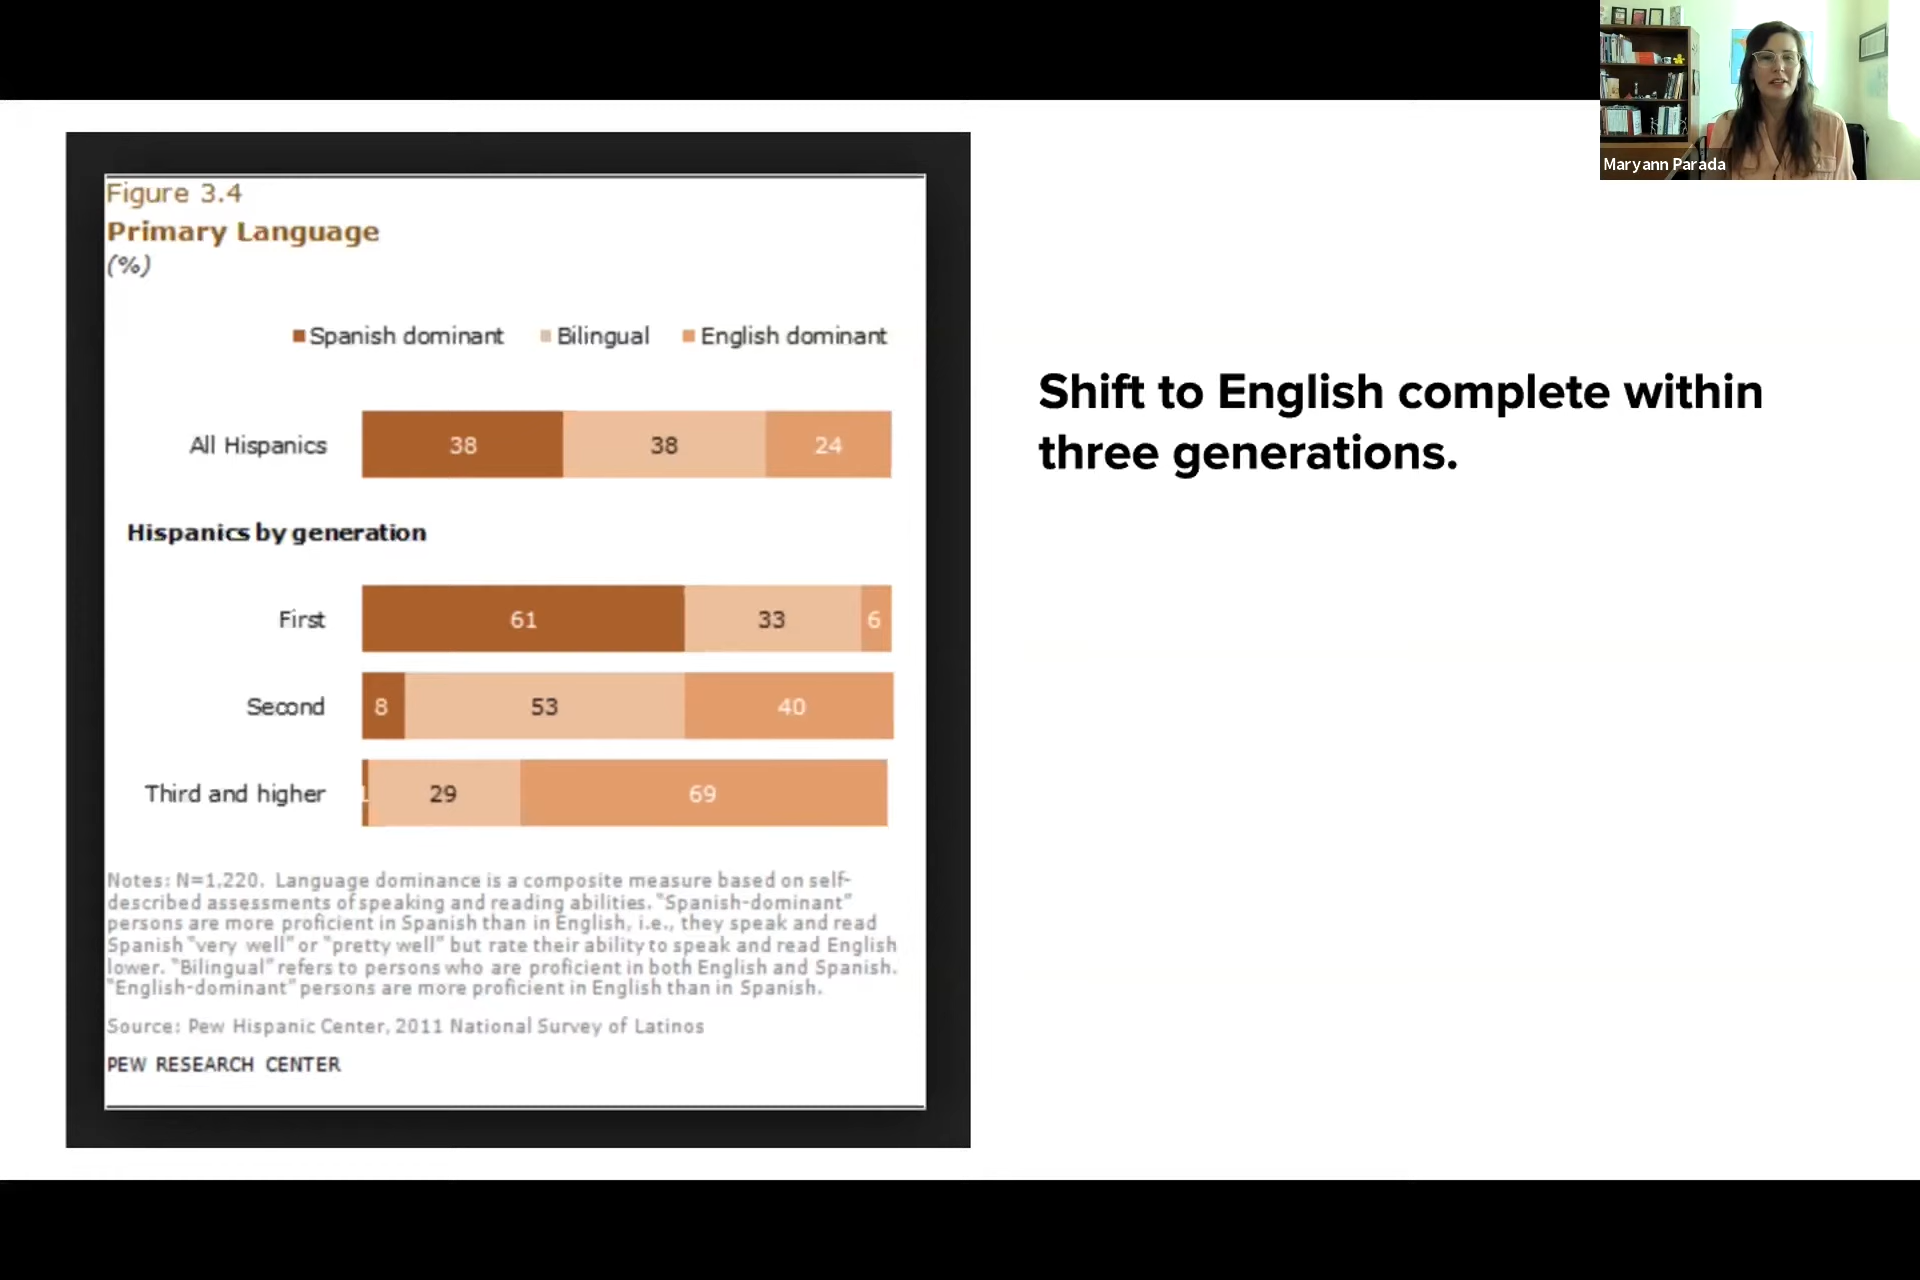 Maryann Parada
Figure 3.4
Primary Language
(%)
Spanish dominant Bilingual English dominant
All Hispanics 38 38 24
Hispanics by generation
First 61 33 6
Second 8 53 40
Third and higher 1 29 69
Notes: N=1,220. Language dominance is a composite measure based on self-
described assessments of speaking and reading abilities. "Spanish-dominant"
persons are more proficient in Spanish than in English, i.e., they speak and read
Spanish "very well" or "pretty well" but rate their ability to speak and read English
lower. "Bilingual" refers to persons who are proficient in both English and Spanish.
"English-dominant" persons are more proficient in English than in Spanish.
Source: Pew Hispanic Center, 2011 National Survey of Latinos
PEW RESEARCH CENTER
Shift to English complete within
three generations.